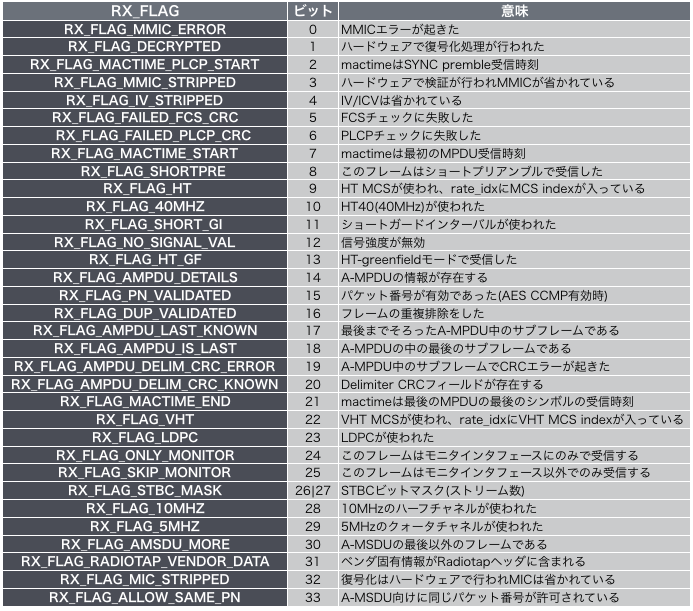 RX_FLAG ビット 意味
RX_FLAG_MMIC_ERROR 0 MMICエラーが起きた
RX_FLAG_DECRYPTED 1 ハードウェアで復号化処理が行われた
RX_FLAG_MACTIME_PLCP_START 2 mactimeはSYNC premble受信時刻
RX_FLAG_MMIC_STRIPPED 3 ハードウェアで検証が行われMMICが省かれている
RX_FLAG_IV_STRIPPED 4 IV/ICVは省かれている
RX_FLAG_FAILED_FCS_CRC 5 FCSチェックに失敗した
RX_FLAG_FAILED_PLCP_CRC 6 PLCPチェックに失敗した
RX_FLAG_MACTIME_START 7 mactimeは最初のMPDU受信時刻
RX_FLAG_SHORTPRE 8 このフレームはショートプリアンブルで受信した
RX_FLAG_HT 9 HT MCSが使われ、rate_idxにMCS indexが入っている
RX_FLAG_40MHZ 10 HT40(40MHz)が使われた
RX_FLAG_SHORT_GI 11 ショートガードインターバルが使われた
RX_FLAG_NO_SIGNAL_VAL 12 信号強度が無効
RX_FLAG_HT_GF 13 HT-greenfieldモードで受信した
RX_FLAG_AMPDU_DETAILS 14 A-MPDUの情報が存在する
RX_FLAG_PN_VALIDATED 15 パケット番号が有効であった(AES CCMP有効時)
RX_FLAG_DUP_VALIDATED 16 フレームの重複排除をした
RX_FLAG_AMPDU_LAST_KNOWN 17 最後までそろったA-MPDU中のサブフレームである
RX_FLAG_AMPDU_IS_LAST 18 A-MPDUの中の最後のサブフレームである
RX_FLAG_AMPDU_DELIM_CRC_ERROR 19 A-MPDU中のサブフレームでCRCエラーが起きた
RX_FLAG_AMPDU_DELIM_CRC_KNOWN 20 Delimiter CRCフィールドが存在する
RX_FLAG_MACTIME_END 21 mactimeは最後のMPDUの最後のシンボルの受信時刻
RX_FLAG_VHT 22 VHT MCSが使われ、rate_idxにVHT MCS indexが入っている
RX_FLAG_LDPC 23 LDPCが使われた
RX_FLAG_ONLY_MONITOR 24 このフレームはモニタインタフェースにのみで受信する
RX_FLAG_SKIP_MONITOR 25 このフレームはモニタインタフェース以外でのみ受信する
RX_FLAG_STBC_MASK 26|27 STBCビットマスク(ストリーム数)
RX_FLAG_10MHZ 28 10MHzのハーフチャネルが使われた
RX_FLAG_5MHZ 29 5MHzのクォータチャネルが使われた
RX_FLAG_AMSDU_MORE 30 A-MSDUの最後以外のフレームである
RX_FLAG_RADIOTAP_VENDOR_DATA 31 ベンダ固有情報がRadiotapヘッダに含まれる
RX_FLAG_MIC_STRIPPED 32 復号化はハードウェアで行われMICは省かれている
RX_FLAG_ALLOW_SAME_PN 33 A-MSDU向けに同じパケット番号が許可されている